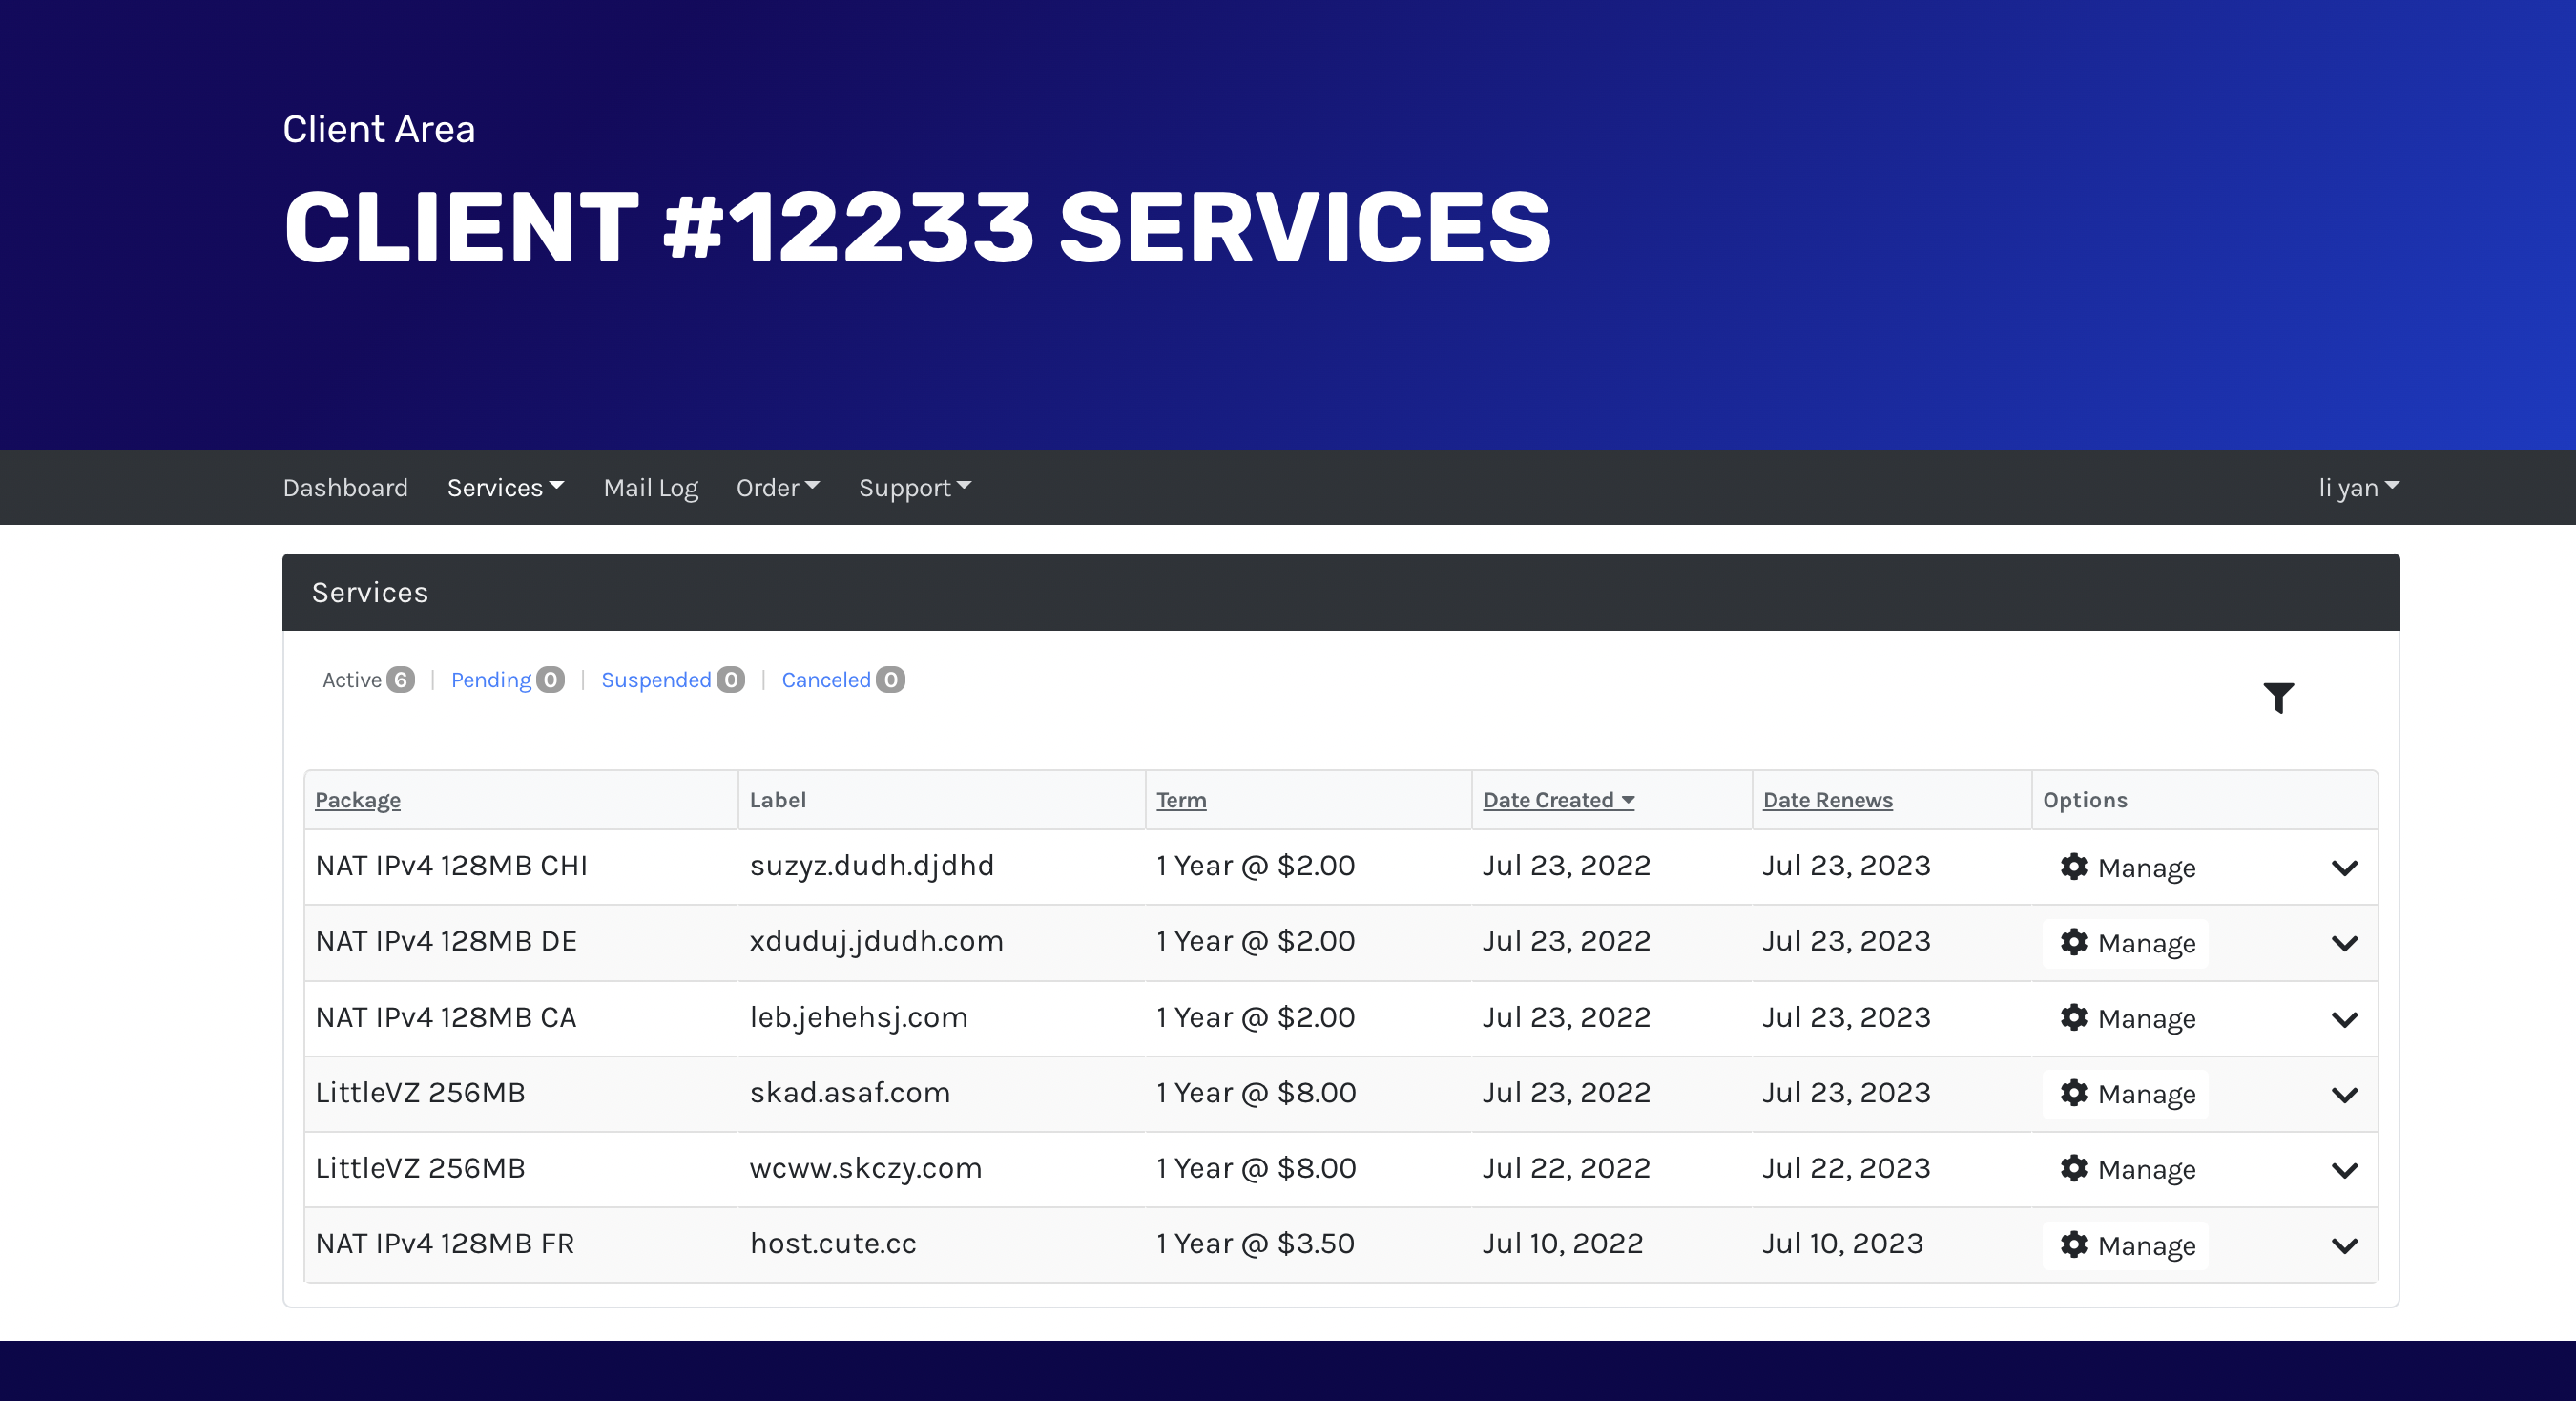 Client Area
CLIENT #12233 SERVICES
Dashboard Services Mail Log Order Support li yan
Services
Active 6 | Pending 0 | Suspended 0 | Canceled 0
Package Label Term Date Created Date Renews Options
NAT IPv4 128MB CHI suzyz.dudh.djdhd 1 Year @ $2.00 Jul 23, 2022 Jul 23, 2023 Manage
NAT IPv4 128MB DE xduduj.jdudh.com 1 Year @ $2.00 Jul 23, 2022 Jul 23, 2023 Manage
NAT IPv4 128MB CA leb.jehehsj.com 1 Year @ $2.00 Jul 23, 2022 Jul 23, 2023 Manage
LittleVZ 256MB skad.asaf.com 1 Year @ $8.00 Jul 23, 2022 Jul 23, 2023 Manage
LittleVZ 256MB wcww.skczy.com 1 Year @ $8.00 Jul 22, 2022 Jul 22, 2023 Manage
NAT IPv4 128MB FR host.cute.cc 1 Year @ $3.50 Jul 10, 2022 Jul 10, 2023 Manage